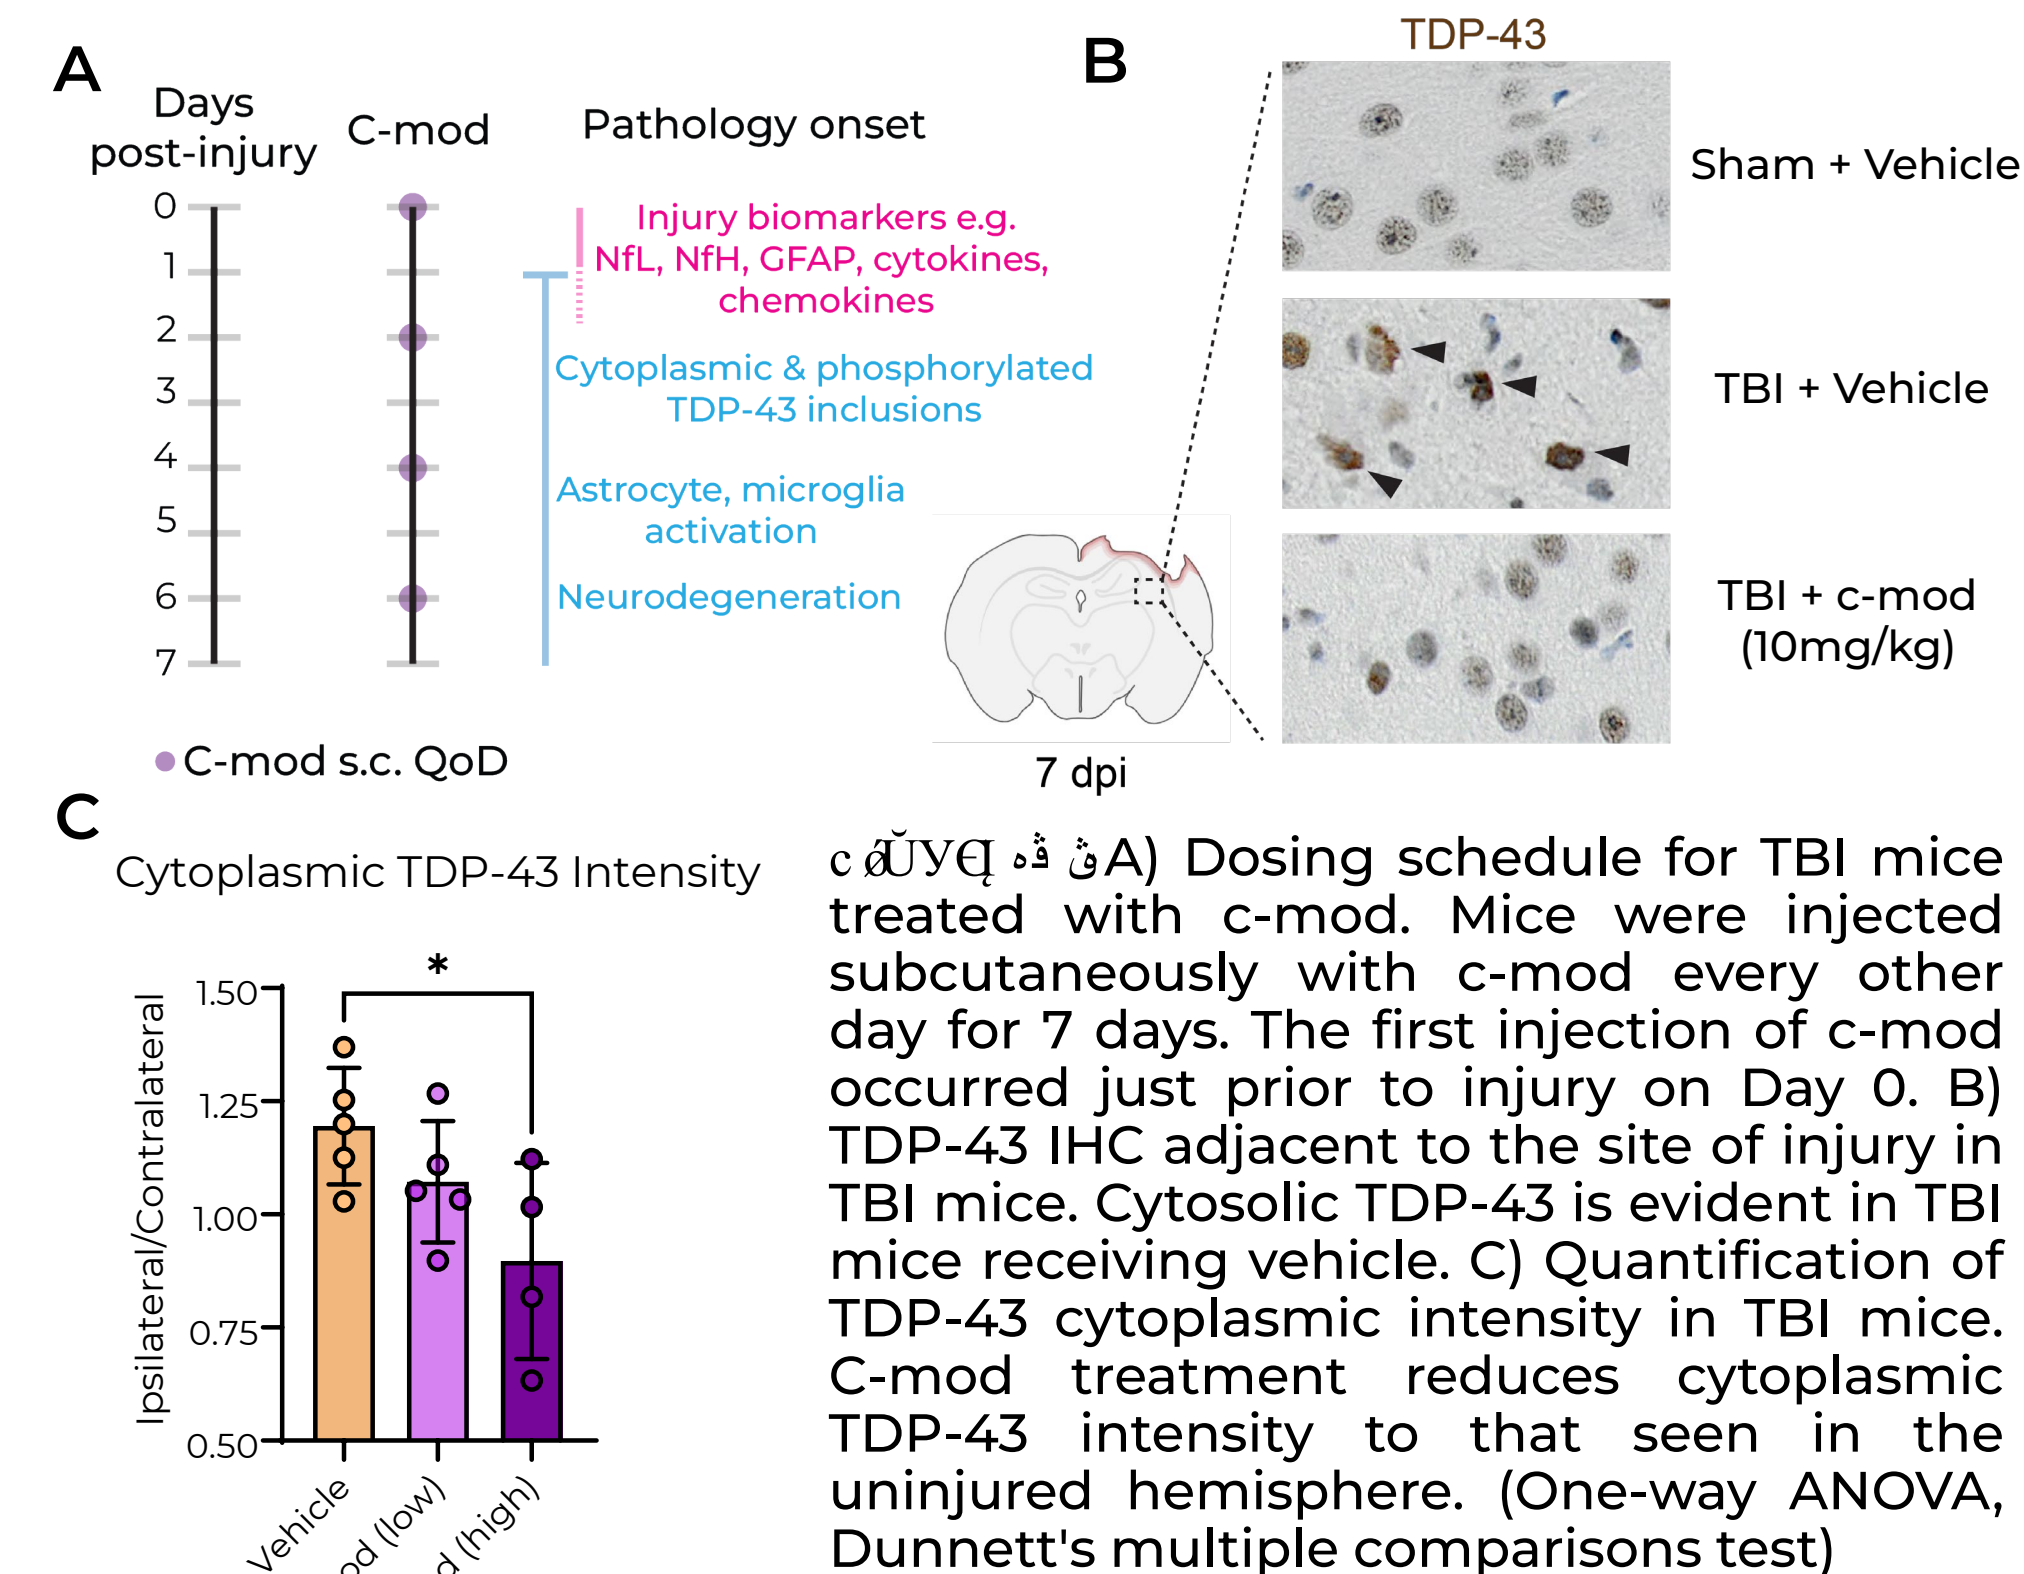 A
Days
post-injury
C-mod
Pathology onset
0
1
2
3
4
5
6
7
Injury biomarkers e.g.
NfL, NfH, GFAP, cytokines,
chemokines
Cytoplasmic & phosphorylated
TDP-43 inclusions
Astrocyte, microglia
activation
Neurodegeneration
C-mod s.c. QoD
B
TDP-43
Sham + Vehicle
TBI + Vehicle
TBI + c-mod
(10mg/kg)
7 dpi
C
Cytoplasmic TDP-43 Intensity
*
Ipsilateral/Contralateral
1.50
1.25
1.00
0.75
0.50
Vehicle
(low)
(high)
A) Dosing schedule for TBI mice
treated with c-mod. Mice were injected
subcutaneously with c-mod every other
day for 7 days. The first injection of c-mod
occurred just prior to injury on Day 0. B)
TDP-43 IHC adjacent to the site of injury in
TBI mice. Cytosolic TDP-43 is evident in TBI
mice receiving vehicle. C) Quantification of
TDP-43 cytoplasmic intensity in TBI mice.
C-mod treatment reduces cytoplasmic
TDP-43 intensity to that seen in the
uninjured hemisphere. (One-way ANOVA,
Dunnett's multiple comparisons test)